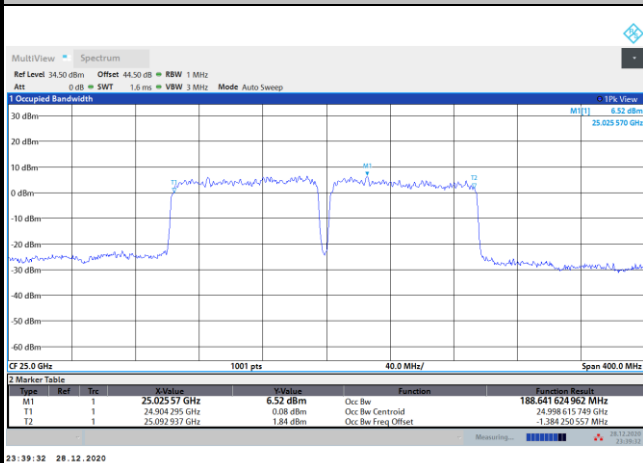 MultiView Spectrum
Ref Level 34.50 dBm Offset 44.50 dB RBW 1 MHz
Att 0 dB SWT 1.6 ms VBW 3 MHz Mode Auto Sweep
1 Occupied Bandwidth 1Pk View
M1[1] 6.52 dBm
25.025 570 GHz
30 dBm
20 dBm
10 dBm
M1
T1
T2
0 dBm
-10 dBm
-20 dBm
-30 dBm
-40 dBm
-50 dBm
-60 dBm
CF 25.0 GHz 1001 pts 40.0 MHz/ Span 400.0 MHz
2 Marker Table
Type Ref Trc X-Value Y-Value Function Function Result
M1 1 25.025 57 GHz 6.52 dBm Occ Bw 188.641 624 962 MHz
T1 1 24.904 295 GHz 0.08 dBm Occ Bw Centroid 24.998 615 749 GHz
T2 1 25.092 937 GHz 1.84 dBm Occ Bw Freq Offset -1.384 250 557 MHz
Measuring... 28.12.2020
23:39:32
23:39:32 28.12.2020